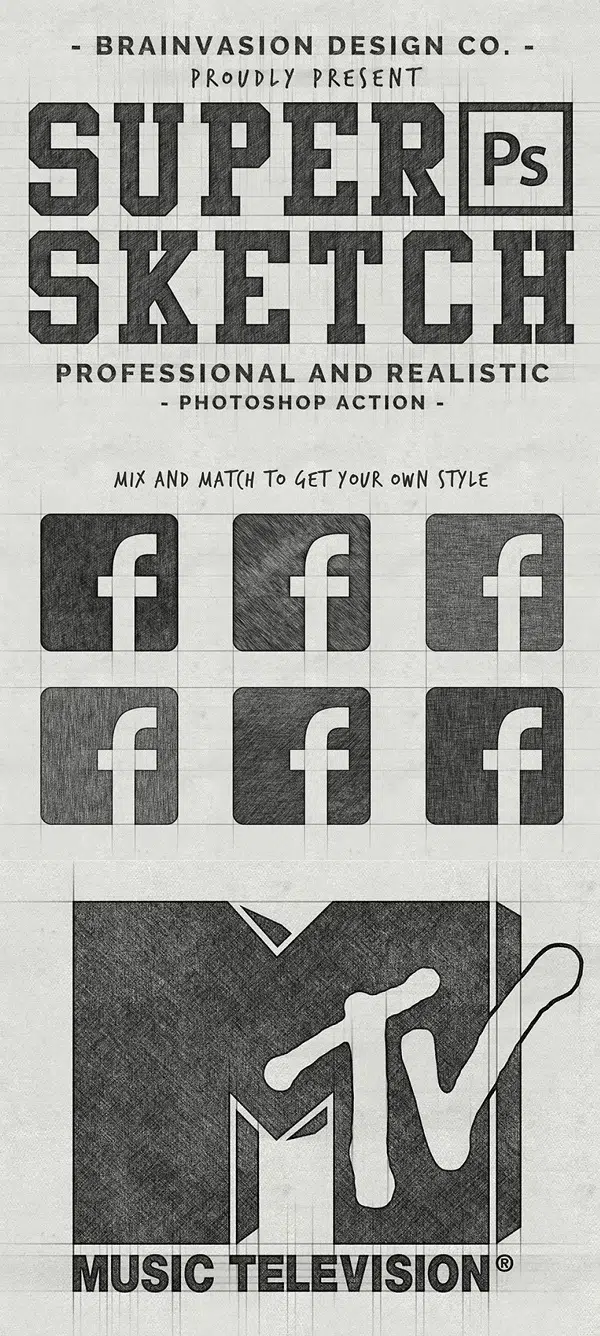 - BRAINVASION DESIGN CO. -
PROUDLY PRESENT
SUPER Ps
SKETCH
PROFESSIONAL AND REALISTIC
- PHOTOSHOP ACTION -
MIX AND MATCH TO GET YOUR OWN STYLE
f f f
f f f
MTV
MUSIC TELEVISION®